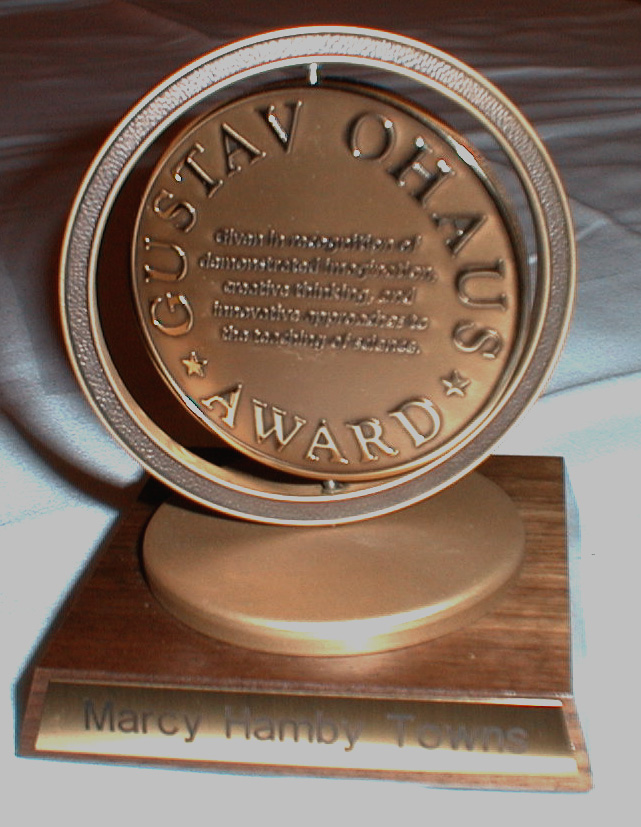 GUSTAV OHAUS
Given in recognition of
demonstrated imagination,
creative thinking, and
innovative approaches to
the teaching of science.
AWARD
Marcy Hamby Towns